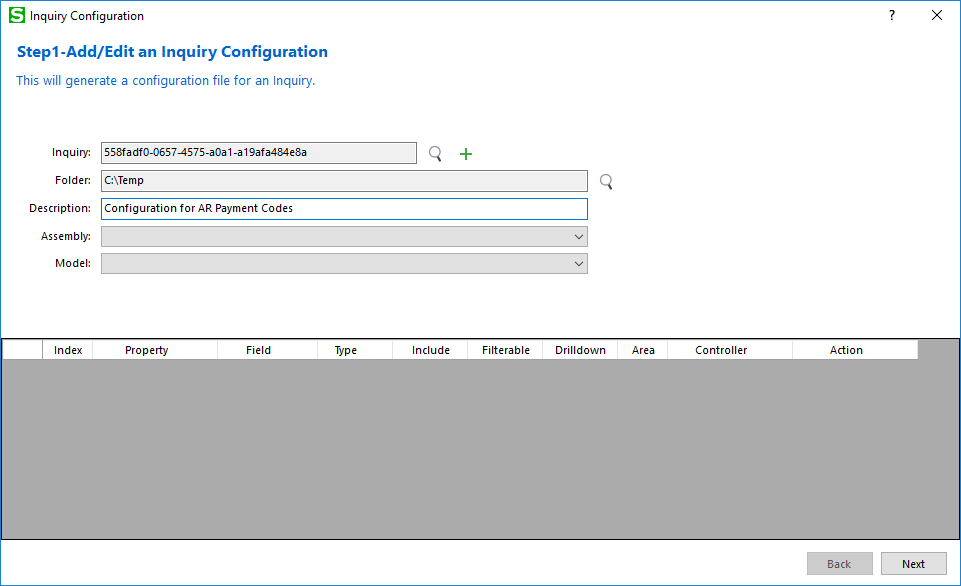 S Inquiry Configuration ?
Step1-Add/Edit an Inquiry Configuration
This will generate a configuration file for an Inquiry.
Inquiry: 558fadf0-0657-4575-a0a1-a19afa484e8a
Folder: C:\Temp
Description: Configuration for AR Payment Codes
Assembly:
Model:
Index Property Field Type Include Filterable Drilldown Area Controller Action
Back Next